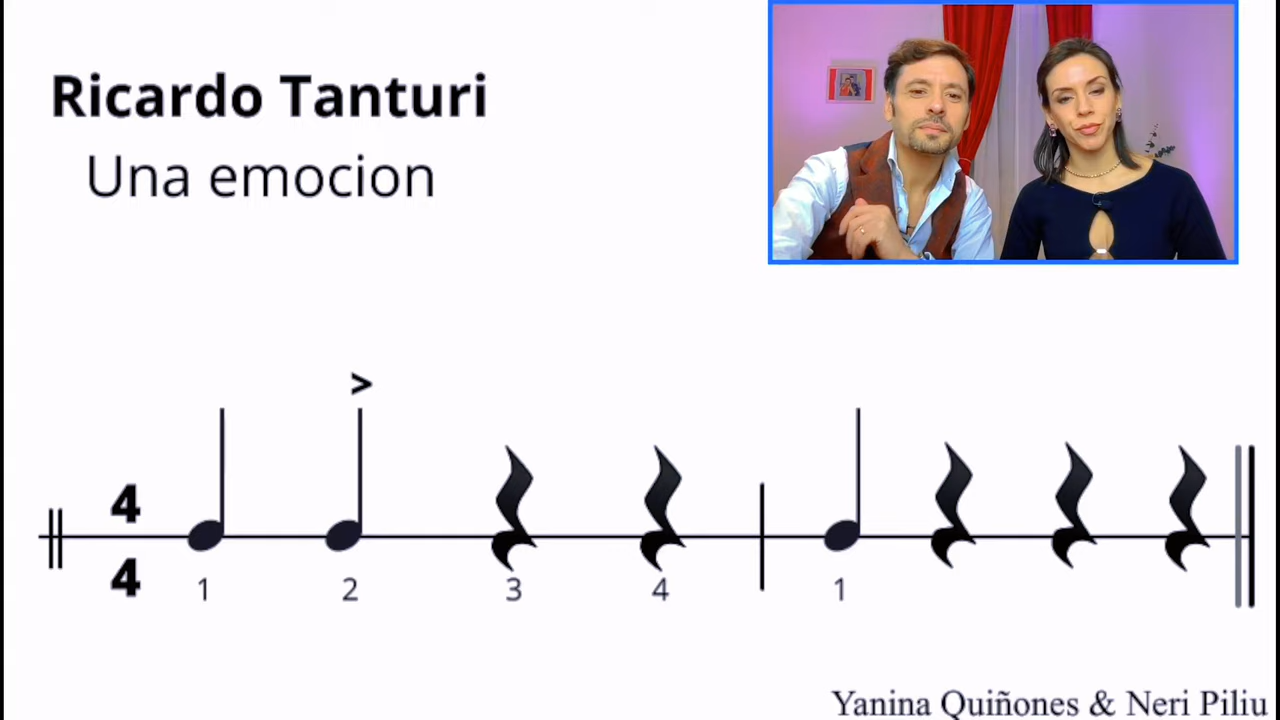 Ricardo Tanturi
Una emocion
>
4
4
1 2 3 4 1
Yanina Quiñones & Neri Piliu